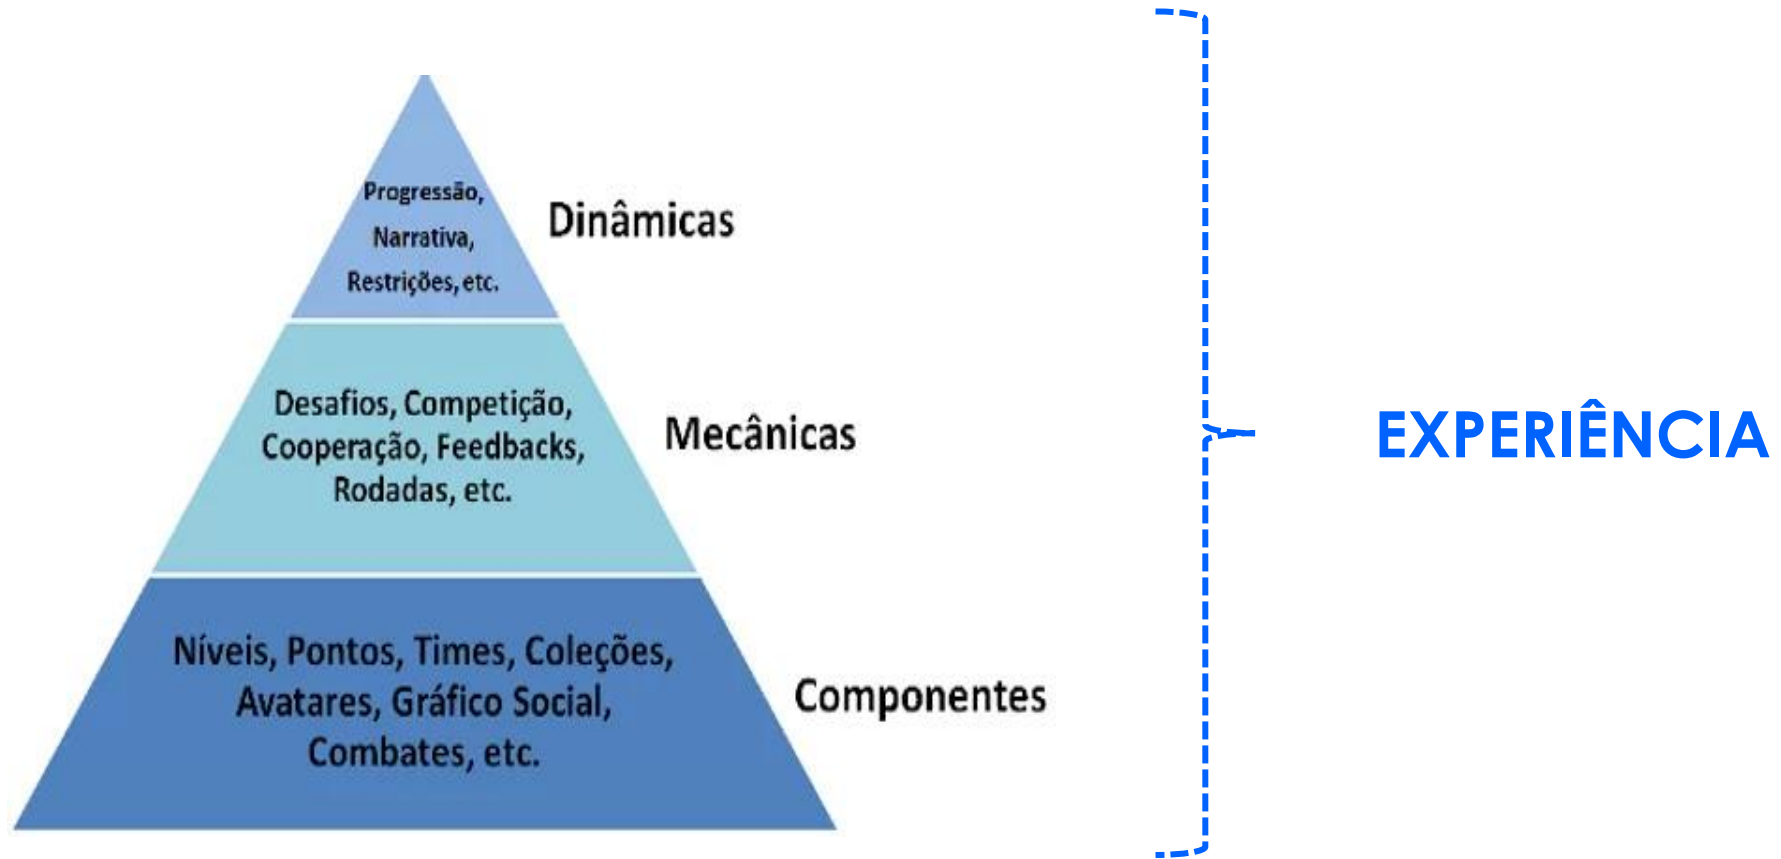 Progressão,
Narrativa,
Restrições, etc.
Dinâmicas
Desafios, Competição,
Cooperação, Feedbacks,
Rodadas, etc.
Mecânicas
EXPERIÊNCIA
Níveis, Pontos, Times, Coleções,
Avatares, Gráfico Social,
Combates, etc.
Componentes